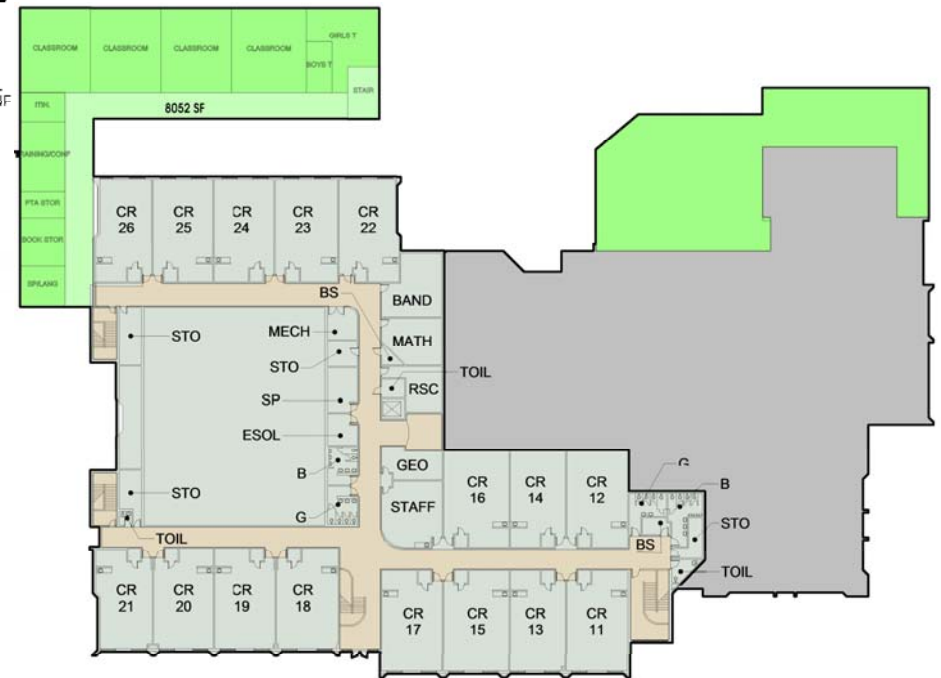 CLASSROOM
CLASSROOM
CLASSROOM
CLASSROOM
GIRLS T
BOYS T
STAIR
8052 SF
PTA STOR
BOOK STOR
SP/LANG
CR
26
CR
25
CR
24
CR
23
CR
22
BS
BAND
MECH
STO
MATH
STO
TOIL
RSC
SP
ESOL
B
GEO
G
STO
STAFF
CR
16
CR
14
CR
12
G
B
STO
BS
TOIL
TOIL
CR
21
CR
20
CR
19
CR
18
CR
17
CR
15
CR
13
CR
11